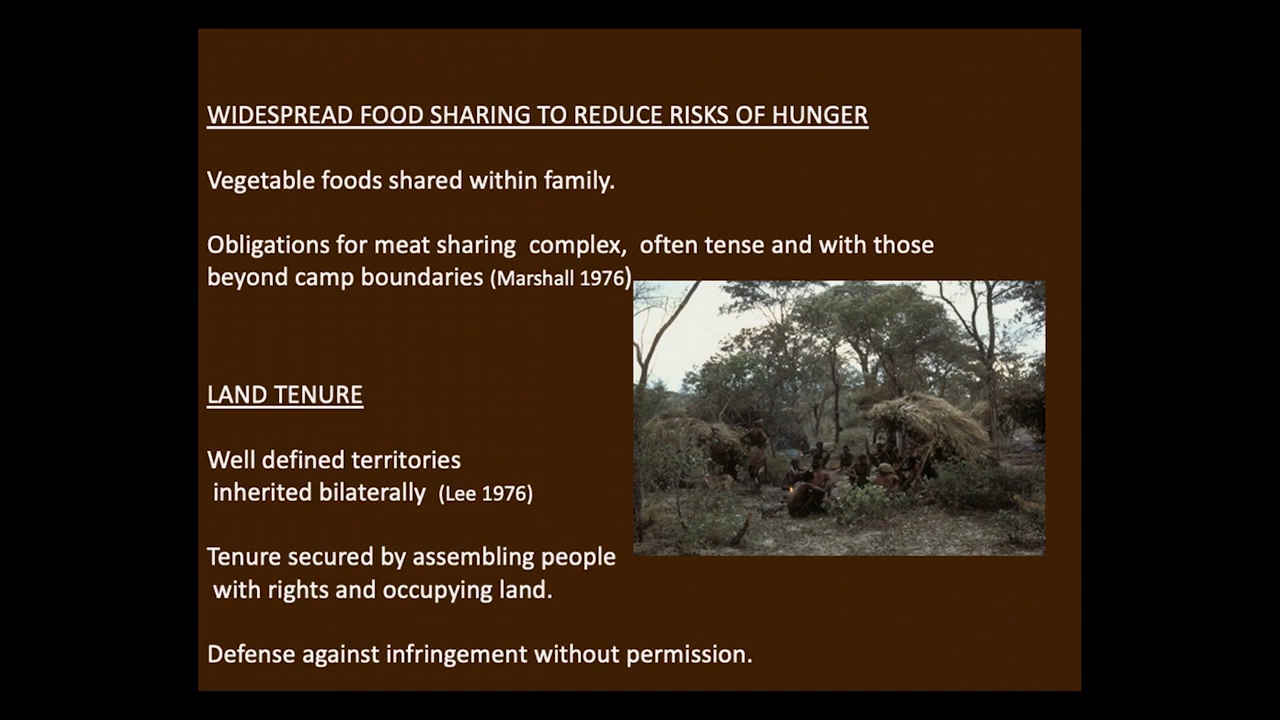 WIDESPREAD FOOD SHARING TO REDUCE RISKS OF HUNGER
Vegetable foods shared within family.
Obligations for meat sharing  complex,  often tense and with those
beyond camp boundaries (Marshall 1976)
LAND TENURE
Well defined territories
inherited bilaterally  (Lee 1976)
Tenure secured by assembling people
with rights and occupying land.
Defense against infringement without permission.